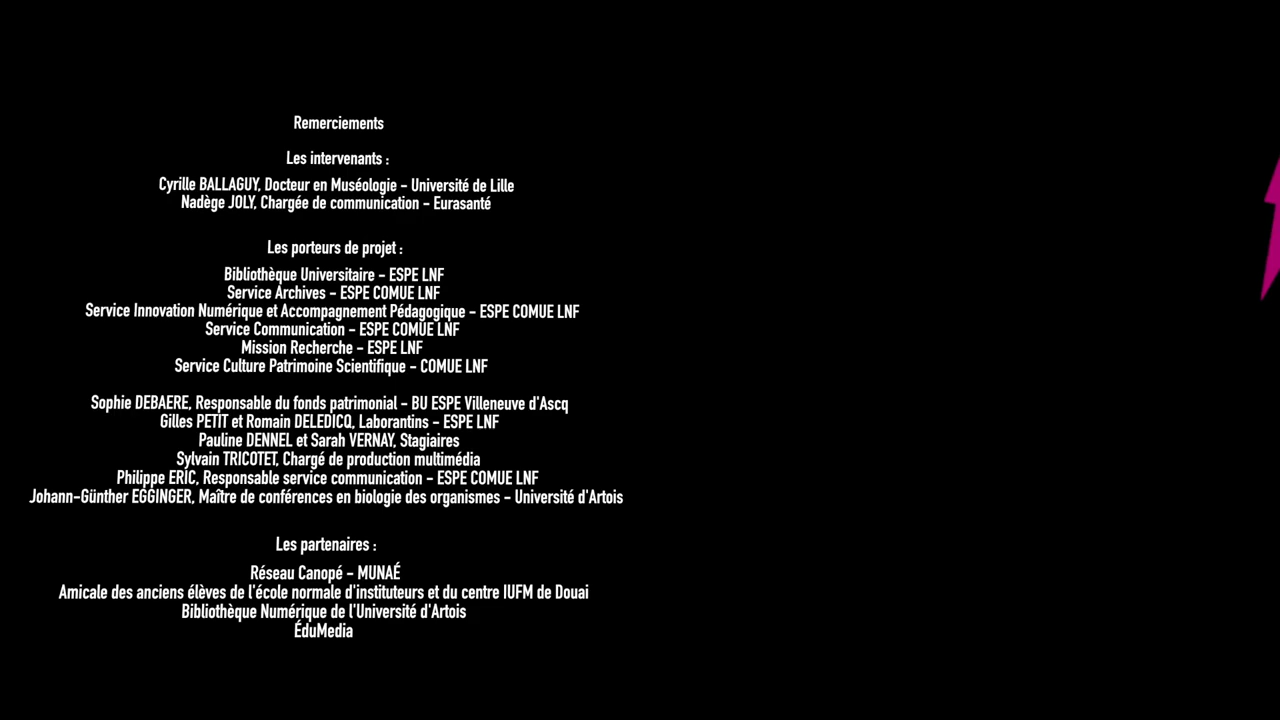 Remerciements
Les intervenants :
Cyrille BALLAGUY, Docteur en Muséologie - Université de Lille
Nadège JOLY, Chargée de communication - Eurasanté
Les porteurs de projet :
Bibliothèque Universitaire - ESPE LNF
Service Archives - ESPE COMUE LNF
Service Innovation Numérique et Accompagnement Pédagogique - ESPE COMUE LNF
Service Communication - ESPE COMUE LNF
Mission Recherche - ESPE LNF
Service Culture Patrimoine Scientifique - COMUE LNF
Sophie DEBAERE, Responsable du fonds patrimonial - BU ESPE Villeneuve d'Ascq
Gilles PETIT et Romain DELEDICQ, Laborantins - ESPE LNF
Pauline DENNEL et Sarah VERNAY, Stagiaires
Sylvain TRICOTET, Chargé de production multimédia
Philippe ERIC, Responsable service communication - ESPE COMUE LNF
Johann-Günther EGGINGER, Maître de conférences en biologie des organismes - Université d'Artois
Les partenaires :
Réseau Canopé - MUNAÉ
Amicale des anciens élèves de l'école normale d'instituteurs et du centre IUFM de Douai
Bibliothèque Numérique de l'Université d'Artois
ÉduMedia